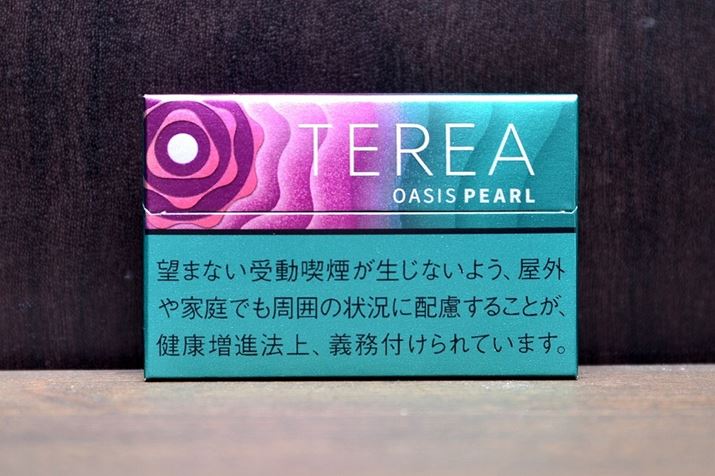 TEREA
OASIS PEARL
望まない受動喫煙が生じないよう、屋外
や家庭でも周囲の状況に配慮することが、
健康増進法上、義務付けられています。